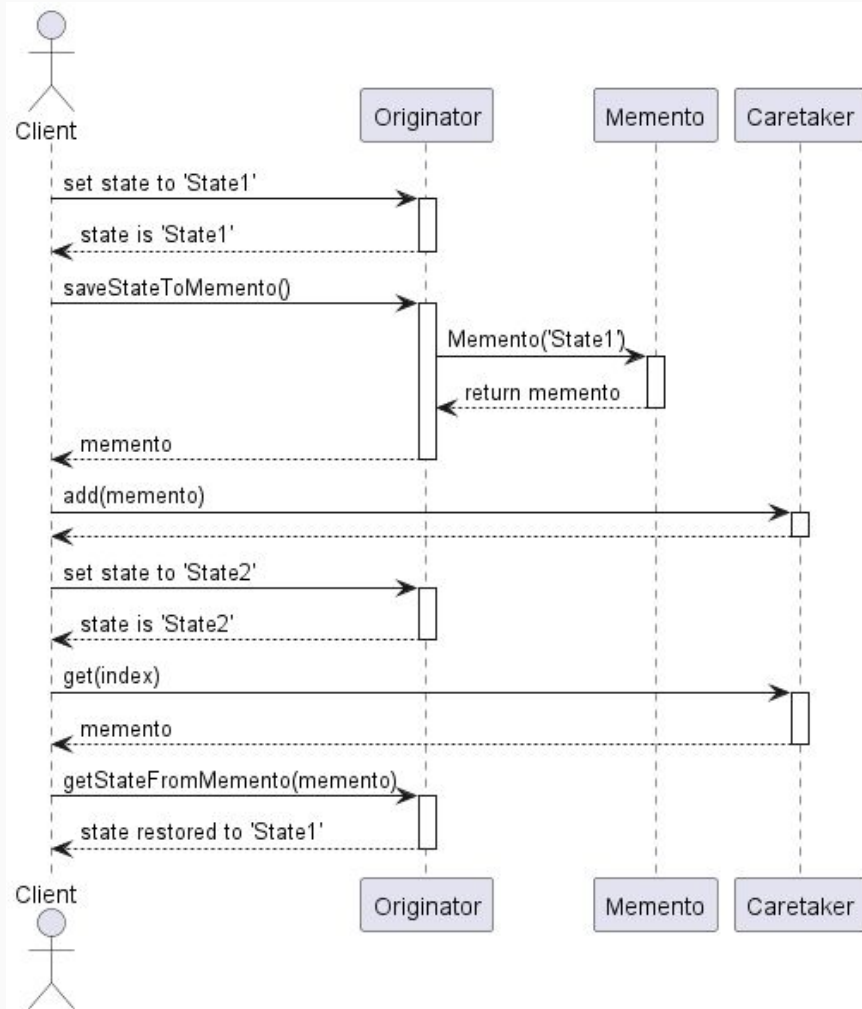 Client
Originator
Memento
Caretaker
set state to 'State1'
state is 'State1'
saveStateToMemento()
Memento('State1')
return memento
memento
add(memento)
set state to 'State2'
state is 'State2'
get(index)
memento
getStateFromMemento(memento)
state restored to 'State1'
Client
Originator
Memento
Caretaker